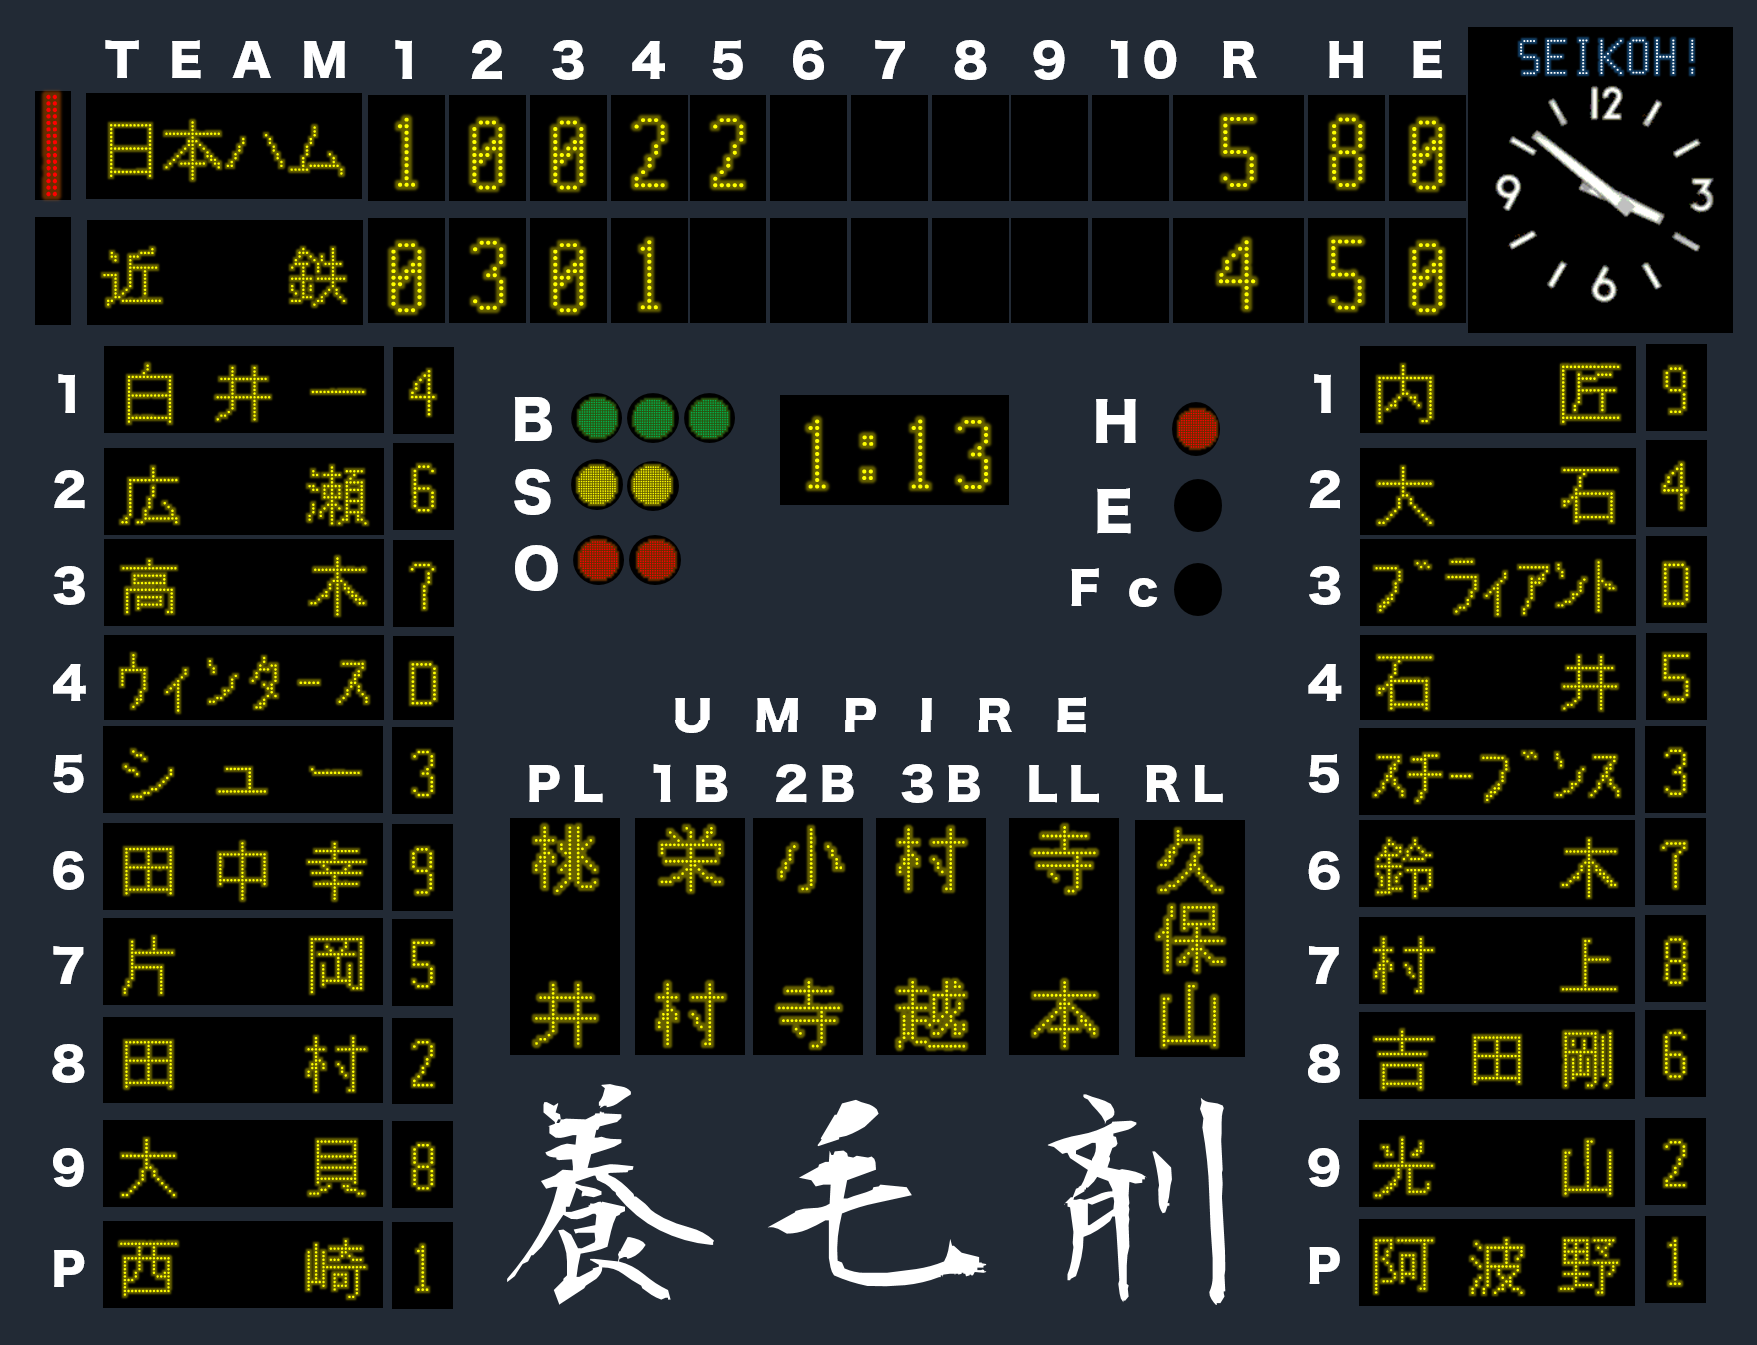 TEAM 1 2 3 4 5 6 7 8 9 10 R H E
SEIKOH!
日本ハム 1 0 0 2 2 5 8 0
近鉄 0 3 0 1 4 5 0
12
3
6
9
1 白井一 4
2 広瀬 6
3 高木 7
4 ウィンタース 0
5 シュー 3
6 田中幸 9
7 片岡 5
8 田村 2
9 大貝 8
P 西崎 1
B
S
O
1:13
H
E
Fc
UMPIRE
PL 1B 2B 3B LL RL
桃井
栄村
小寺
村越
寺本
久保山
養毛剤
1 内匠 9
2 大石 4
3 ブライアント 0
4 石井 5
5 スチーブンス 3
6 鈴木 7
7 村上 8
8 吉田剛 6
9 光山 2
P 阿波野 1